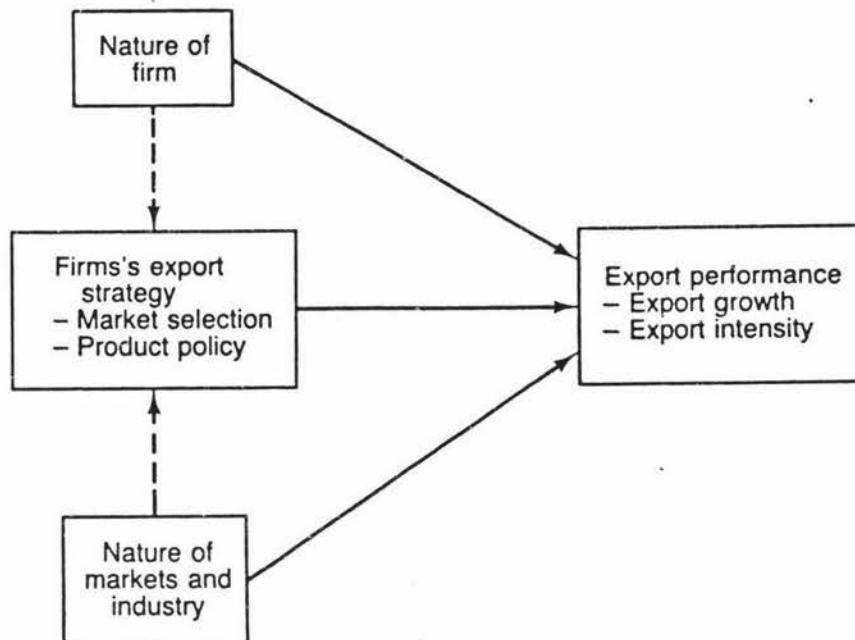 Nature of
firm
Firms's export
strategy
– Market selection
– Product policy
Export performance
– Export growth
– Export intensity
Nature of
markets and
industry